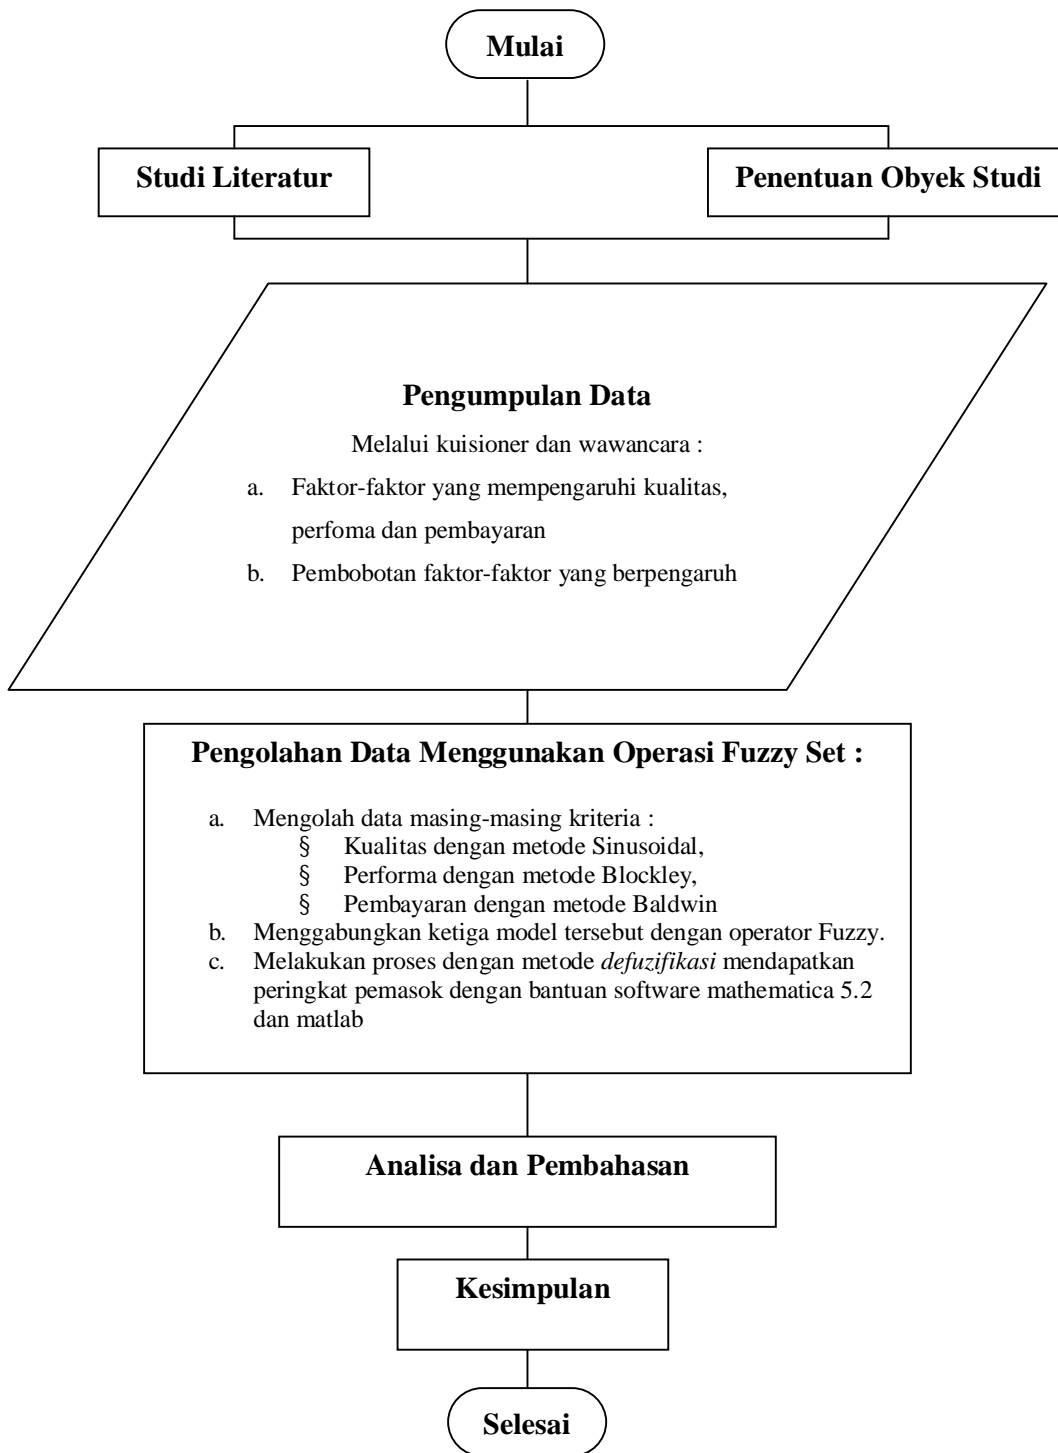 Mulai
Studi Literatur
Penentuan Obyek Studi
Pengumpulan Data
Melalui kuisioner dan wawancara :
a. Faktor-faktor yang mempengaruhi kualitas,
perfoma dan pembayaran
b. Pembobotan faktor-faktor yang berpengaruh
Pengolahan Data Menggunakan Operasi Fuzzy Set :
a. Mengolah data masing-masing kriteria :
§ Kualitas dengan metode Sinusoidal,
§ Performa dengan metode Blockley,
§ Pembayaran dengan metode Baldwin
b. Menggabungkan ketiga model tersebut dengan operator Fuzzy.
c. Melakukan proses dengan metode defuzifikasi mendapatkan
peringkat pemasok dengan bantuan software mathematica 5.2
dan matlab
Analisa dan Pembahasan
Kesimpulan
Selesai